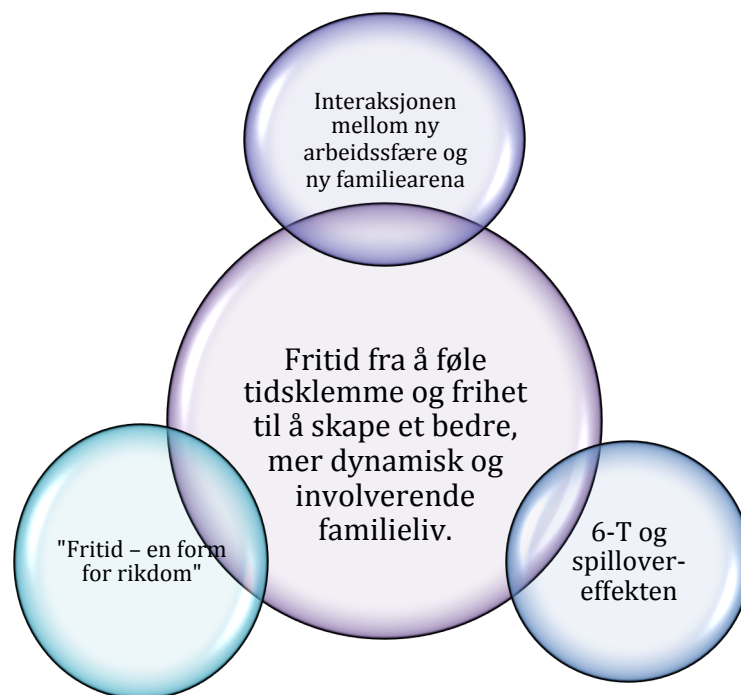 Interaksjonen
mellom ny
arbeidssfære og
ny familiearena
Fritid fra å føle
tidsklemme og frihet
til å skape et bedre,
mer dynamisk og
involverende
familieliv.
"Fritid – en form
for rikdom"
6-T og
spillover-
effekten